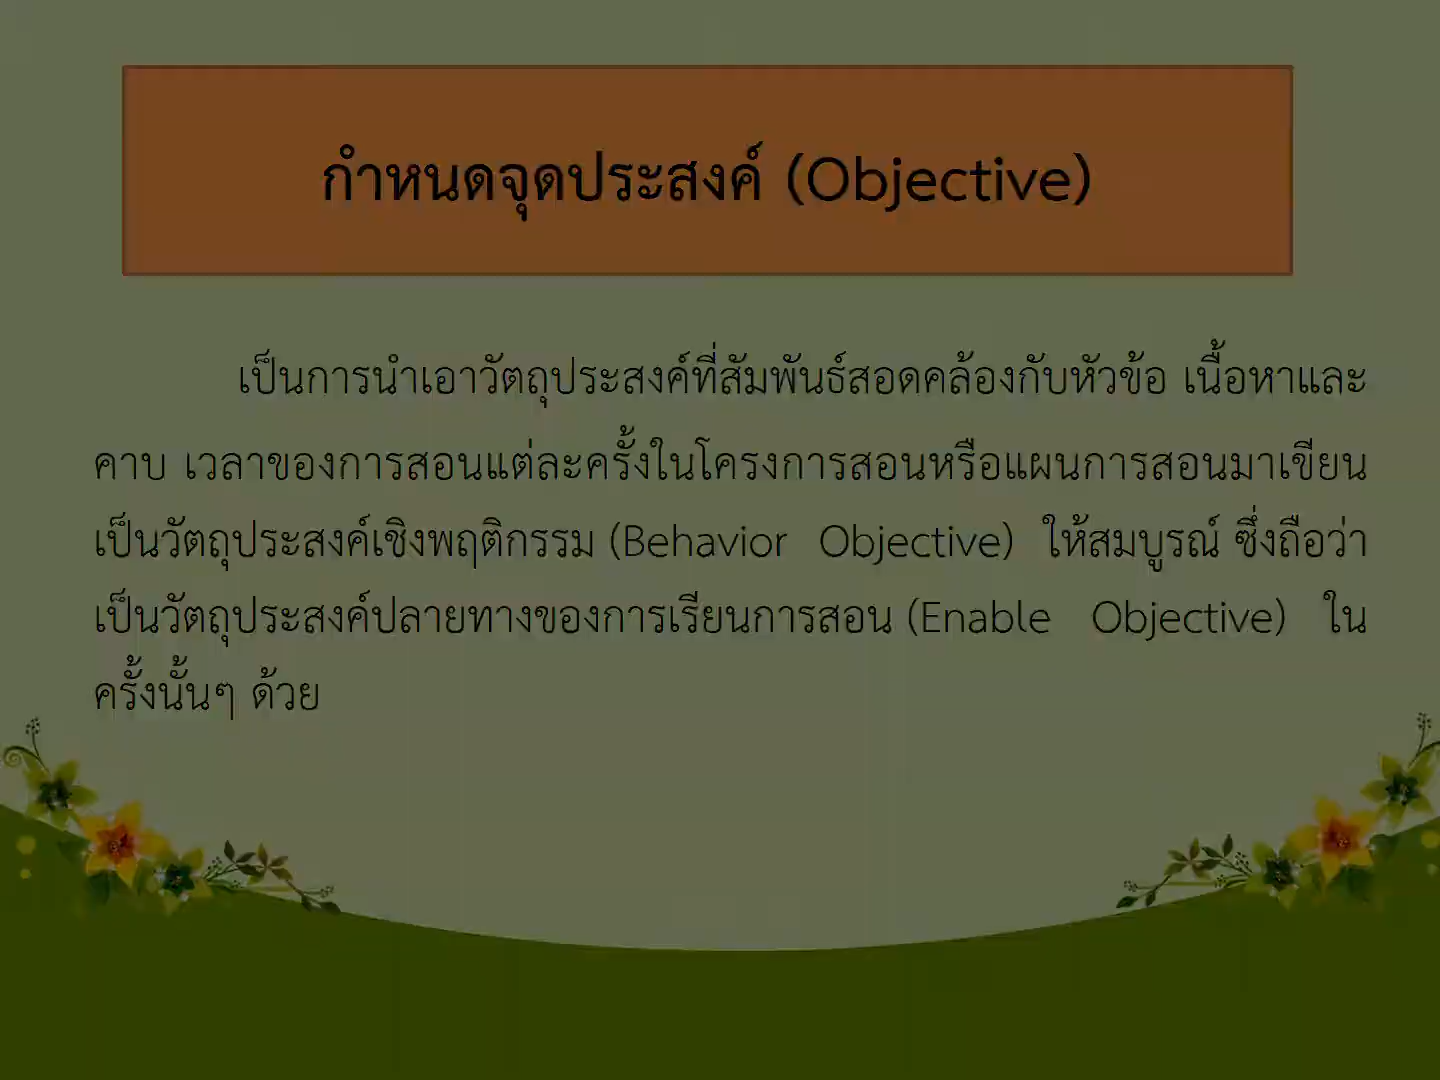 กำหนดจุดประสงค์ (Objective)
เป็นการนำเอาวัตถุประสงค์ที่สัมพันธ์สอดคล้องกับหัวข้อ เนื้อหาและ
คาบ เวลาของการสอนแต่ละครั้งในโครงการสอนหรือแผนการสอนมาเขียน
เป็นวัตถุประสงค์เชิงพฤติกรรม (Behavior Objective) ให้สมบูรณ์ ซึ่งถือว่า
เป็นวัตถุประสงค์ปลายทางของการเรียนการสอน (Enable Objective) ใน
ครั้งนั้นๆ ด้วย